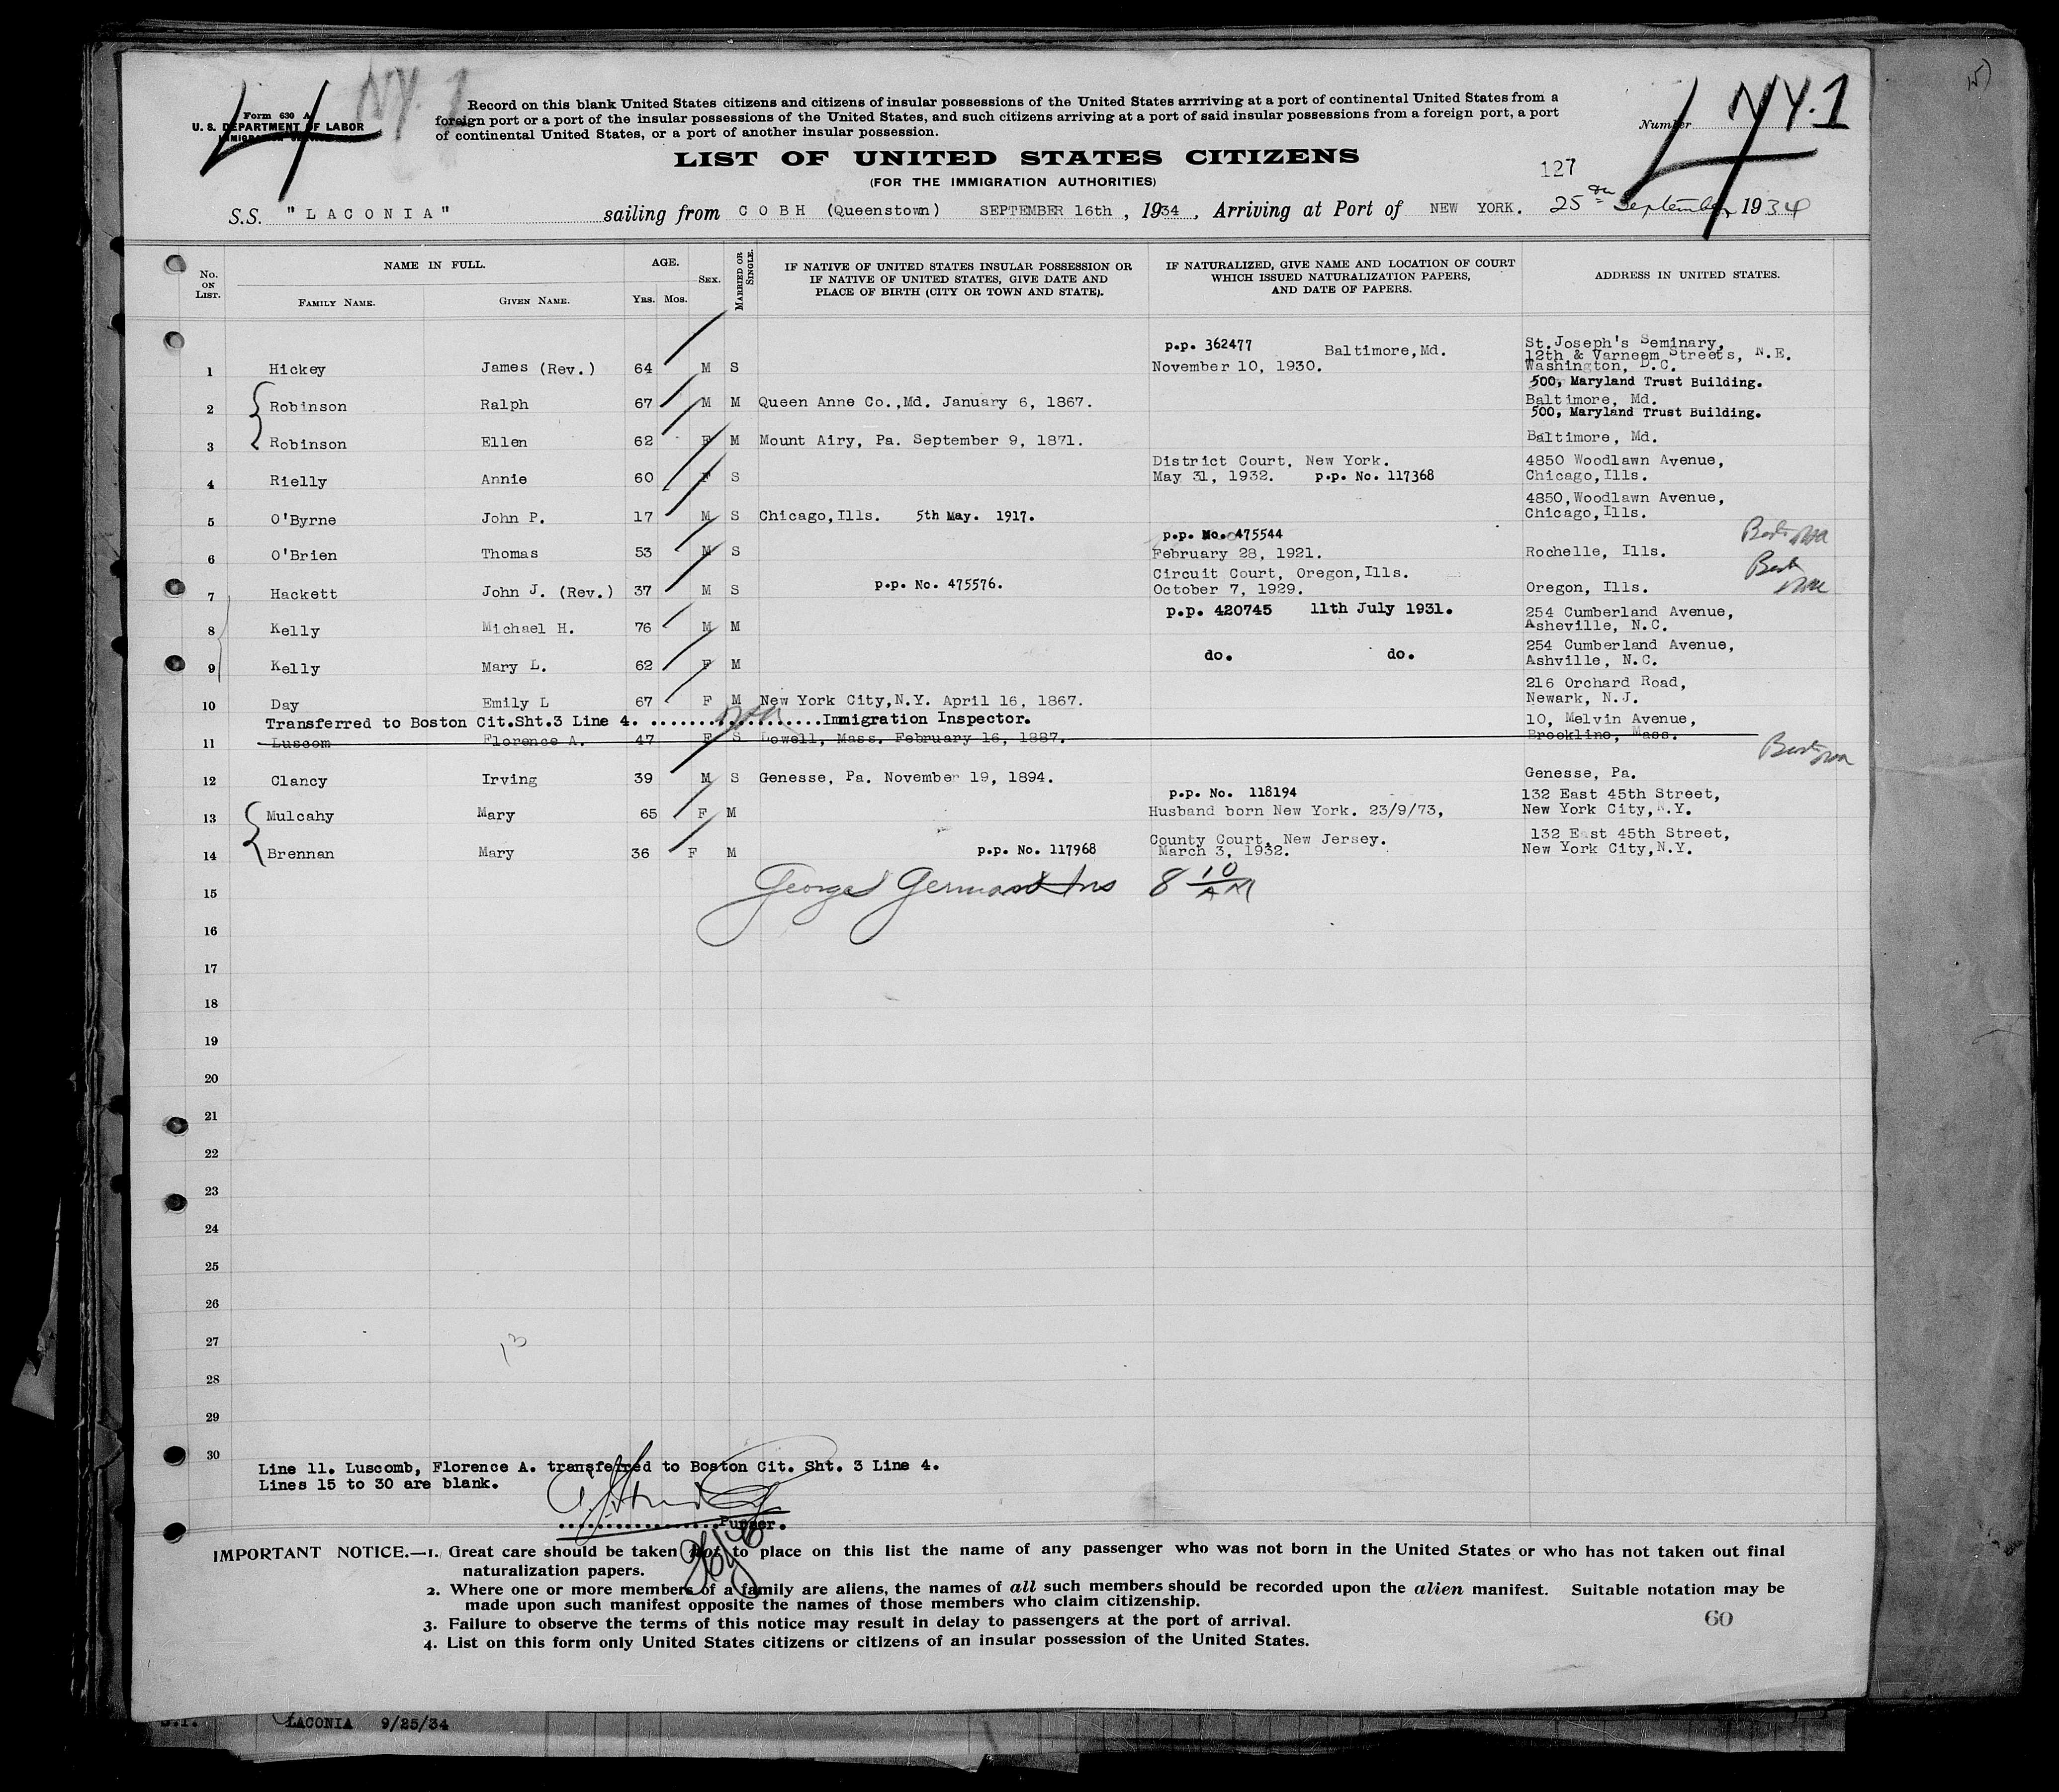 NY. 1
Form 630 A
U. S. DEPARTMENT OF LABOR
Record on this blank United States citizens and citizens of insular possessions of the United States arrriving at a port of continental United States from a
foreign port or a port of the insular possessions of the United States, and such citizens arriving at a port of said insular possessions from a foreign port, a port
of continental United States, or a port of another insular possession.
Number NY.1
LIST OF UNITED STATES CITIZENS
(FOR THE IMMIGRATION AUTHORITIES)
127
S.S. "LACONIA" sailing from COBH (Queenstown) SEPTEMBER 16th, 1934, Arriving at Port of NEW YORK. 25th September 1934
No. ON LIST. NAME IN FULL. AGE. SEX. MARRIED OR SINGLE. IF NATIVE OF UNITED STATES INSULAR POSSESSION OR IF NATIVE OF UNITED STATES, GIVE DATE AND PLACE OF BIRTH (CITY OR TOWN AND STATE). IF NATURALIZED, GIVE NAME AND LOCATION OF COURT WHICH ISSUED NATURALIZATION PAPERS, AND DATE OF PAPERS. ADDRESS IN UNITED STATES.
FAMILY NAME. GIVEN NAME. YRS. MOS.
p.p. 362477 Baltimore, Md. St.Joseph's Seminary,
12th & Varneem Streets, N.E.
1 Hickey James (Rev.) 64 M S November 10, 1930. Washington, D.C.
500, Maryland Trust Building.
2 Robinson Ralph 67 M M Queen Anne Co.,Md. January 6, 1867. Baltimore, Md.
500, Maryland Trust Building.
3 Robinson Ellen 62 F M Mount Airy, Pa. September 9, 1871. Baltimore, Md.
District Court, New York. 4850 Woodlawn Avenue,
4 Rielly Annie 60 F S May 31, 1932. p.p. No. 117368 Chicago,Ills.
4850, Woodlawn Avenue,
5 O'Byrne John P. 17 M S Chicago,Ills. 5th May. 1917. Chicago,Ills.
p.p. No. 475544
6 O'Brien Thomas 53 M S February 28, 1921. Rochelle, Ills.
Circuit Court, Oregon,Ills.
7 Hackett John J. (Rev.) 37 M S p.p. No. 475576. October 7, 1929. Oregon, Ills.
p.p. 420745 11th July 1931. 254 Cumberland Avenue,
8 Kelly Michael H. 76 M M Asheville, N.C.
do. do. 254 Cumberland Avenue,
9 Kelly Mary L. 62 F M Ashville, N.C.
216 Orchard Road,
10 Day Emily L 67 F M New York City,N.Y. April 16, 1867. Newark, N.J.
Transferred to Boston Cit.Sht.3 Line 4. ....................Immigration Inspector. 10, Melvin Avenue,
11 Luscom Florence A. 47 F S Lowell, Mass. February 16, 1887. Brookline, Mass.
12 Clancy Irving 39 M S Genesse, Pa. November 19, 1894. Genesse, Pa.
p.p. No. 118194 132 East 45th Street,
13 Mulcahy Mary 65 F M Husband born New York. 23/9/73, New York City,N.Y.
County Court, New Jersey. 132 East 45th Street,
14 Brennan Mary 36 F M p.p. No. 117968 March 3, 1932. New York City,N.Y.
15 George German Ins 8 10 AM
16
17
18
19
20
21
22
23
24
25
26
27
13
28
29
30
Line 11. Luscomb, Florence A. transferred to Boston Cit. Sht. 3 Line 4.
Lines 15 to 30 are blank.
..................Purser.
IMPORTANT NOTICE.—1. Great care should be taken not to place on this list the name of any passenger who was not born in the United States or who has not taken out final
naturalization papers.
2. Where one or more members of a family are aliens, the names of all such members should be recorded upon the alien manifest. Suitable notation may be
made upon such manifest opposite the names of those members who claim citizenship.
3. Failure to observe the terms of this notice may result in delay to passengers at the port of arrival.
60
4. List on this form only United States citizens or citizens of an insular possession of the United States.
LACONIA 9/25/34